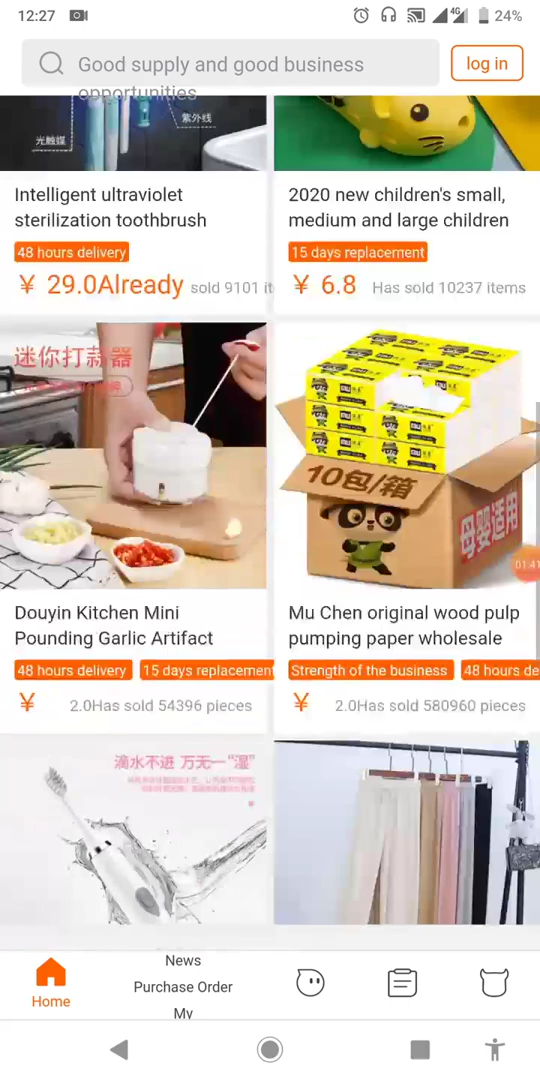 12:27
4G
24%
Good supply and good business
opportunities
log in
光触媒
紫外线
Intelligent ultraviolet
sterilization toothbrush
48 hours delivery
¥ 29.0Already sold 9101 it
2020 new children's small,
medium and large children
15 days replacement
¥ 6.8 Has sold 10237 items
迷你打蒜器
10包/箱
母婴适用
01:41
Douyin Kitchen Mini
Pounding Garlic Artifact
48 hours delivery 15 days replacement
¥ 2.0Has sold 54396 pieces
Mu Chen original wood pulp
pumping paper wholesale
Strength of the business 48 hours de
¥ 2.0Has sold 580960 pieces
滴水不进 万无一“湿”
Home
News
Purchase Order
My